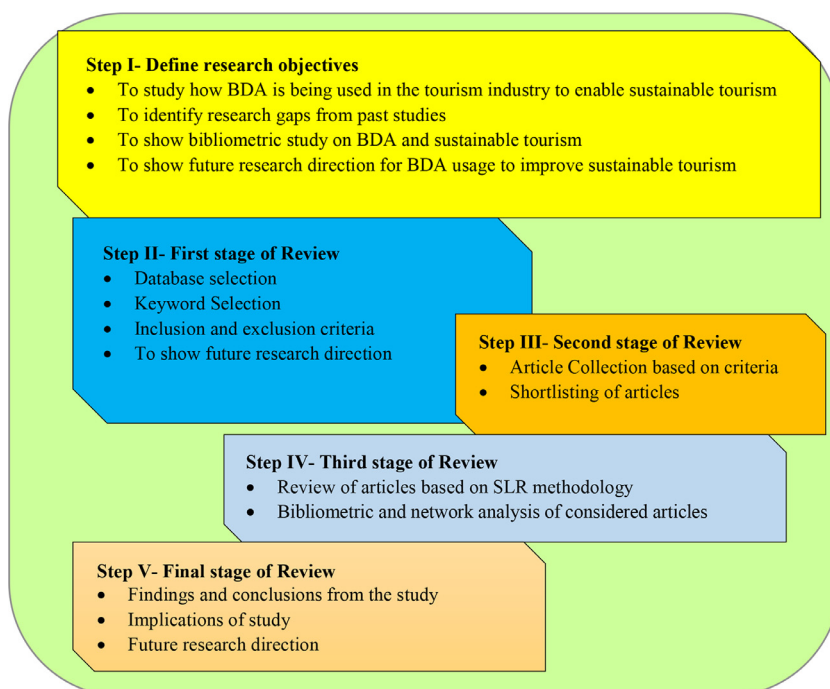 Step I- Define research objectives
• To study how BDA is being used in the tourism industry to enable sustainable tourism
• To identify research gaps from past studies
• To show bibliometric study on BDA and sustainable tourism
• To show future research direction for BDA usage to improve sustainable tourism
Step II- First stage of Review
• Database selection
• Keyword Selection
• Inclusion and exclusion criteria
• To show future research direction
Step III- Second stage of Review
• Article Collection based on criteria
• Shortlisting of articles
Step IV- Third stage of Review
• Review of articles based on SLR methodology
• Bibliometric and network analysis of considered articles
Step V- Final stage of Review
• Findings and conclusions from the study
• Implications of study
• Future research direction